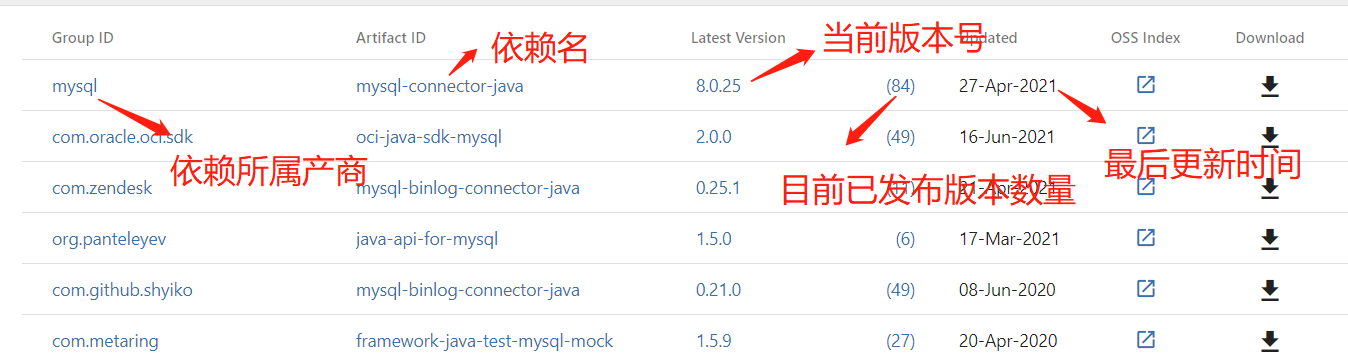 Group ID Artifact ID Latest Version Updated OSS Index Download
依赖名
当前版本号
mysql mysql-connector-java 8.0.25 (84) 27-Apr-2021
com.oracle.oci.sdk oci-java-sdk-mysql 2.0.0 (49) 16-Jun-2021
依赖所属产商
最后更新时间
目前已发布版本数量
com.zendesk mysql-binlog-connector-java 0.25.1 21-Apr-2021
org.panteleyev java-api-for-mysql 1.5.0 (6) 17-Mar-2021
com.github.shyiko mysql-binlog-connector-java 0.21.0 (49) 08-Jun-2020
com.metaring framework-java-test-mysql-mock 1.5.9 (27) 20-Apr-2020